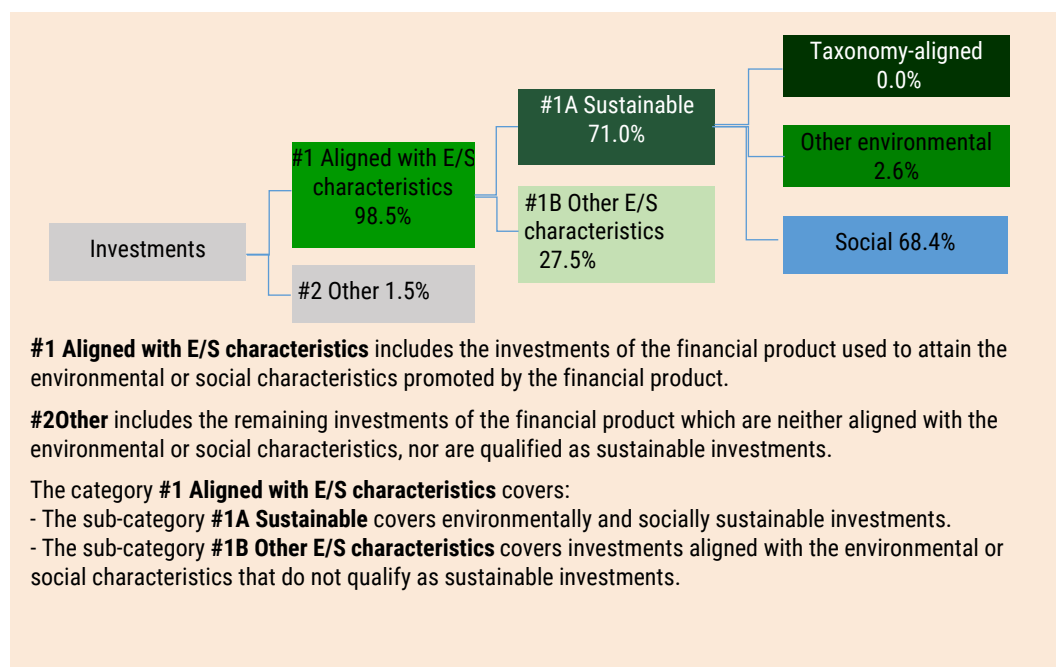 Taxonomy-aligned
0.0%
#1A Sustainable
71.0%
Other environmental
2.6%
#1 Aligned with E/S
characteristics
98.5%
#1B Other E/S
characteristics
27.5%
Social 68.4%
Investments
#2 Other 1.5%
#1 Aligned with E/S characteristics includes the investments of the financial product used to attain the
environmental or social characteristics promoted by the financial product.
#2Other includes the remaining investments of the financial product which are neither aligned with the
environmental or social characteristics, nor are qualified as sustainable investments.
The category #1 Aligned with E/S characteristics covers:
- The sub-category #1A Sustainable covers environmentally and socially sustainable investments.
- The sub-category #1B Other E/S characteristics covers investments aligned with the environmental or
social characteristics that do not qualify as sustainable investments.